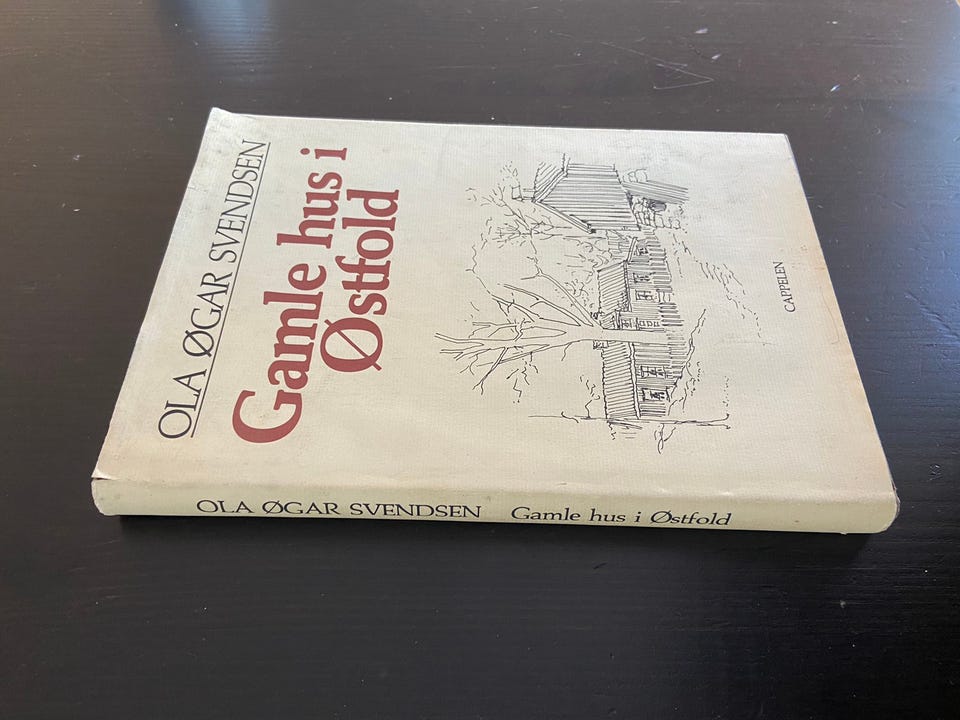 OLA ØGAR SVENDSEN
Gamle hus i
Østfold
CAPPELEN
OLA ØGAR SVENDSEN Gamle hus i Østfold